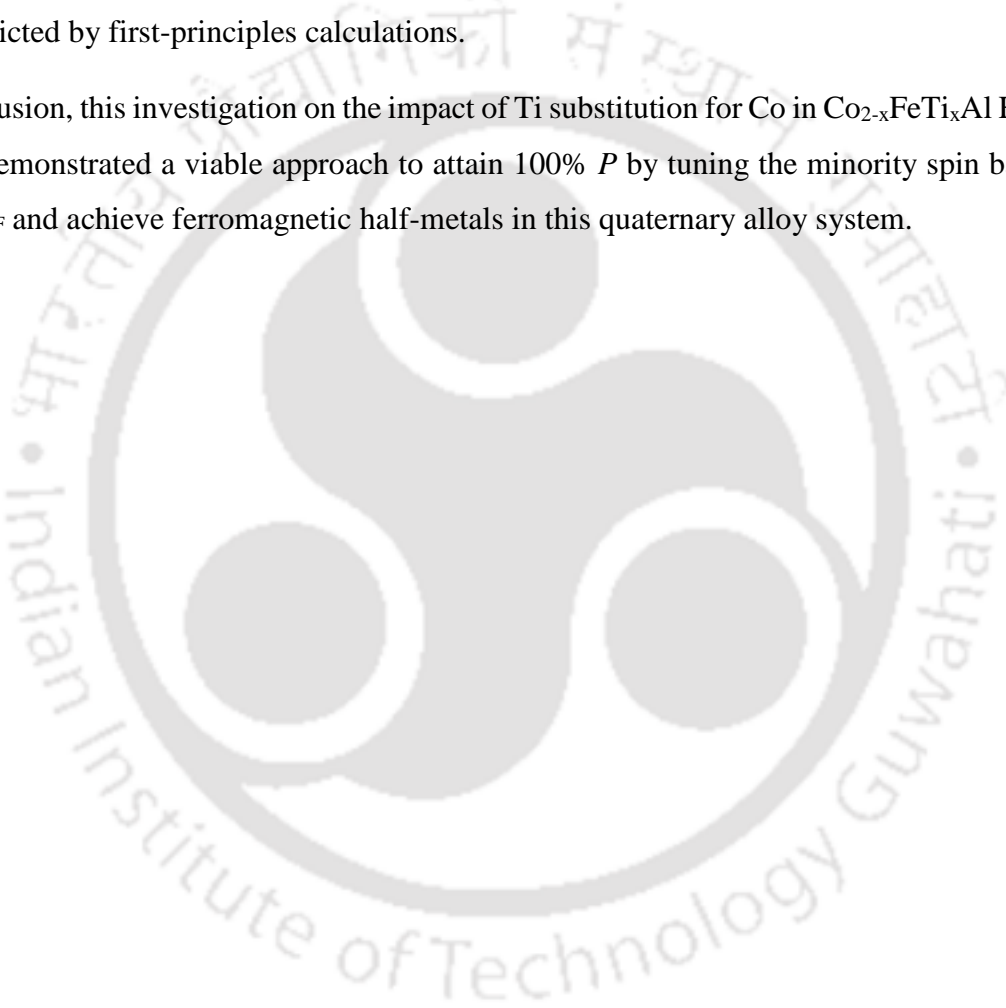 icted by first-principles calculations.
usion, this investigation on the impact of Ti substitution for Co in Co₂₋ₓFeTiₓAl
emonstrated a viable approach to attain 100% P by tuning the minority spin b
F and achieve ferromagnetic half-metals in this quaternary alloy system.
भारतीय प्रौद्योगिकी संस्थान गुवाहाटी
Indian Institute of Technology Guwahati